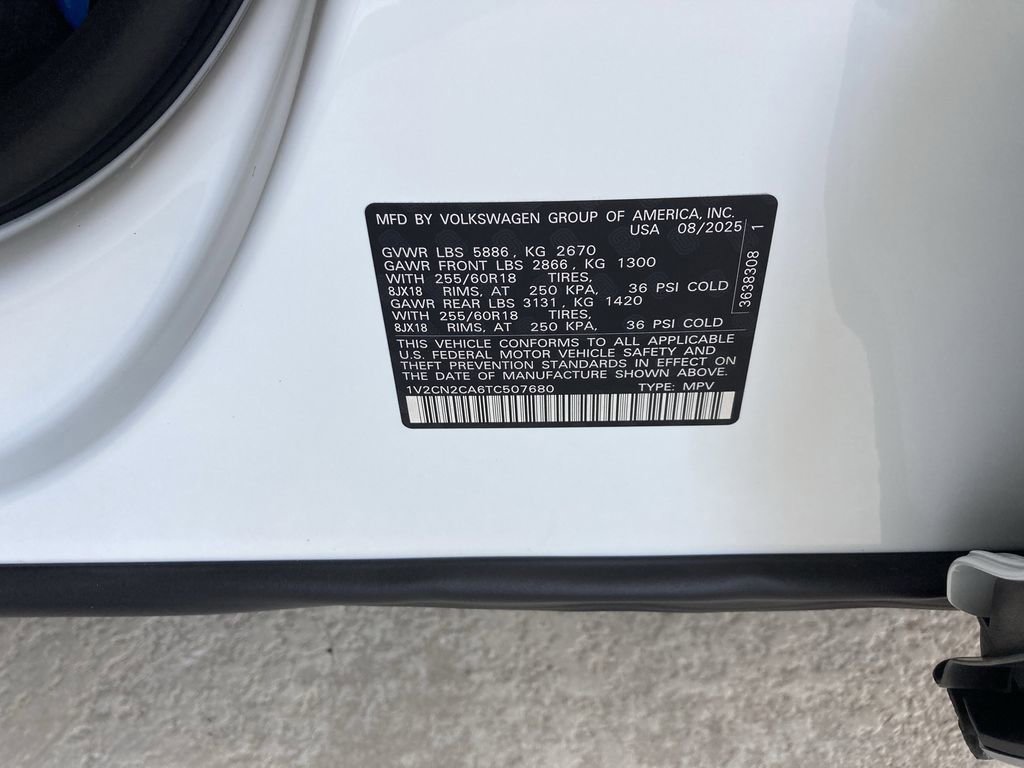 MFD BY VOLKSWAGEN GROUP OF AMERICA, INC.
USA 08/2025
GVWR LBS 5886, KG 2670
GAWR FRONT LBS 2866, KG 1300
WITH 255/60R18 TIRES,
8JX18 RIMS, AT 250 KPA, 36 PSI COLD
GAWR REAR LBS 3131, KG 1420
WITH 255/60R18 TIRES,
8JX18 RIMS, AT 250 KPA, 36 PSI COLD
3638308 1
THIS VEHICLE CONFORMS TO ALL APPLICABLE
U.S. FEDERAL MOTOR VEHICLE SAFETY AND
THEFT PREVENTION STANDARDS IN EFFECT ON
THE DATE OF MANUFACTURE SHOWN ABOVE.
1V2CN2CA6TC507680 TYPE: MPV